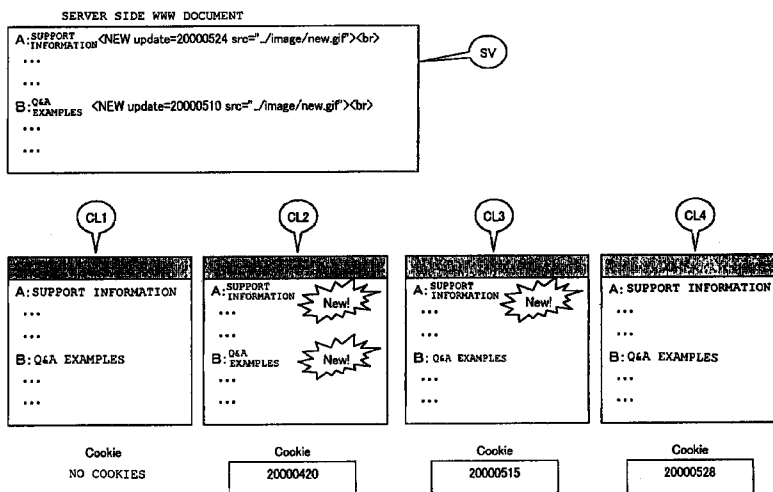 SERVER SIDE WWW DOCUMENT
A: SUPPORT INFORMATION <NEW update=20000524 src="../image/new.gif"><br>
...
...
B: Q&A EXAMPLES <NEW update=20000510 src="../image/new.gif"><br>
...
...
SV
CL1
CL2
CL3
CL4
A: SUPPORT INFORMATION
...
...
B: Q&A EXAMPLES
...
...
A: SUPPORT INFORMATION New!
...
...
B: Q&A EXAMPLES New!
...
...
A: SUPPORT INFORMATION New!
...
...
B: Q&A EXAMPLES
...
...
A: SUPPORT INFORMATION
...
...
B: Q&A EXAMPLES
...
...
Cookie
NO COOKIES
Cookie
20000420
Cookie
20000515
Cookie
20000528